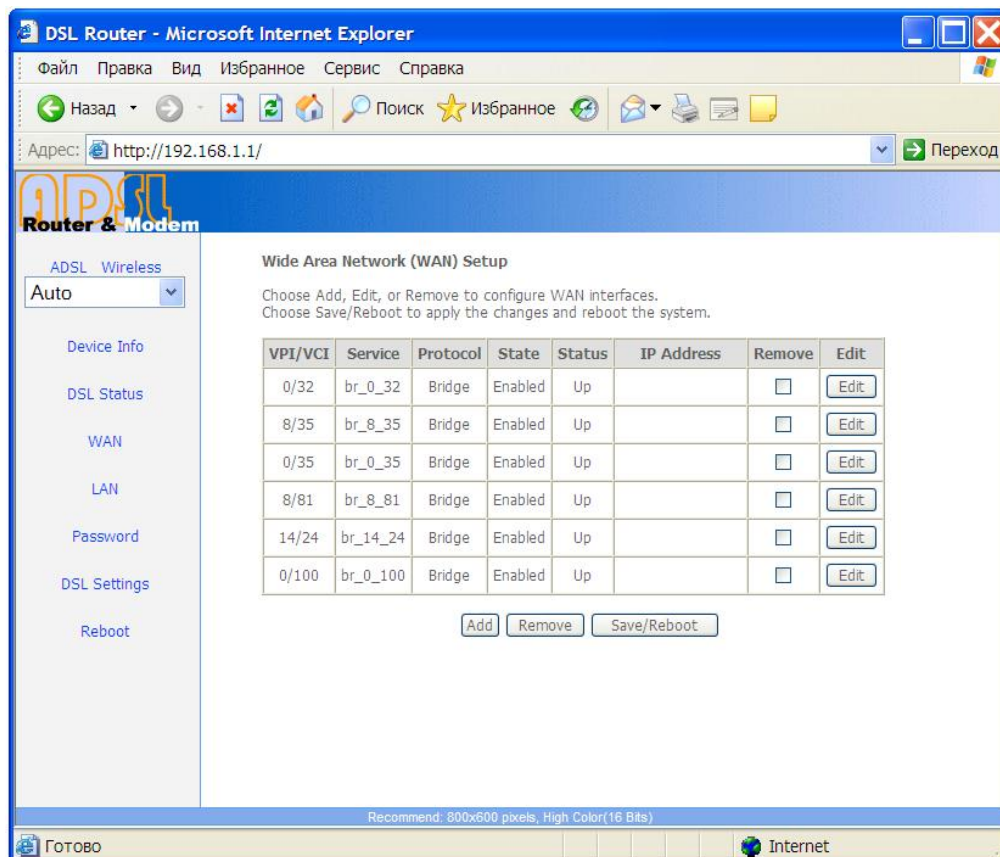 DSL Router - Microsoft Internet Explorer
Файл Правка Вид Избранное Сервис Справка
Назад Поиск Избранное
Адрес: http://192.168.1.1/ Переход
ADSL
Router & Modem
ADSL Wireless
Auto
Device Info
DSL Status
WAN
LAN
Password
DSL Settings
Reboot
Wide Area Network (WAN) Setup
Choose Add, Edit, or Remove to configure WAN interfaces.
Choose Save/Reboot to apply the changes and reboot the system.
VPI/VCI Service Protocol State Status IP Address Remove Edit
0/32 br_0_32 Bridge Enabled Up Edit
8/35 br_8_35 Bridge Enabled Up Edit
0/35 br_0_35 Bridge Enabled Up Edit
8/81 br_8_81 Bridge Enabled Up Edit
14/24 br_14_24 Bridge Enabled Up Edit
0/100 br_0_100 Bridge Enabled Up Edit
Add Remove Save/Reboot
Recommend: 800x600 pixels, High Color(16 Bits)
Готово Internet